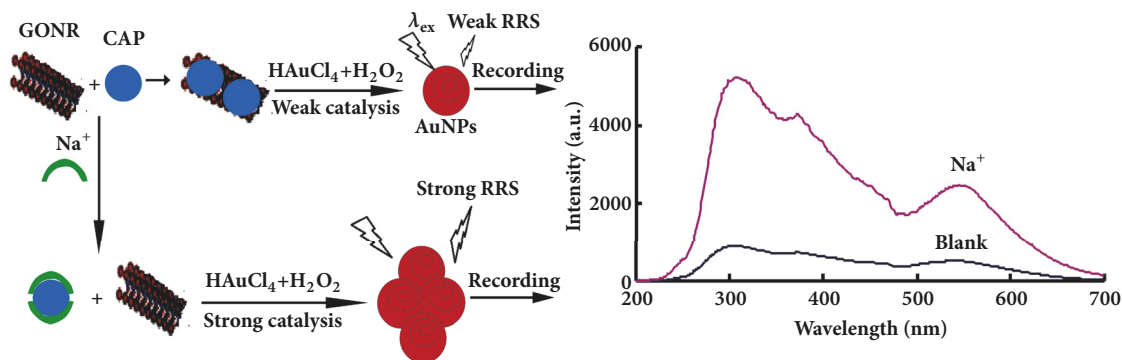 GONR
CAP
+
HAuCl₄+H₂O₂
Weak catalysis
λex
Weak RRS
AuNPs
Recording
Na⁺
+
HAuCl₄+H₂O₂
Strong catalysis
Strong RRS
Recording
Intensity (a.u.)
6000
4000
2000
0
Na⁺
Blank
200 300 400 500 600 700
Wavelength (nm)